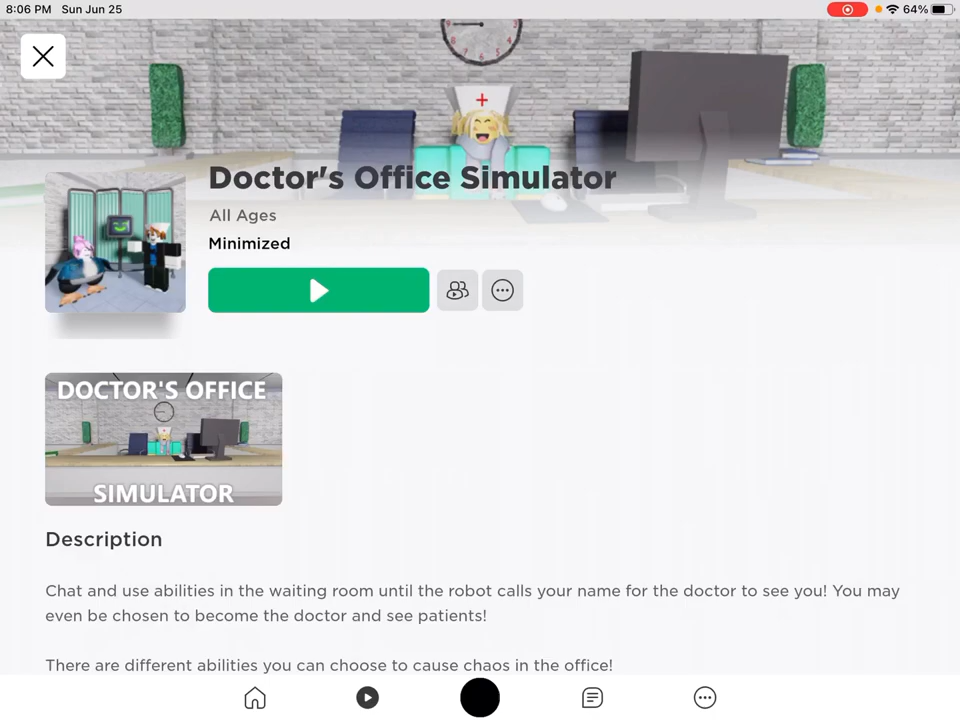 8:06 PM Sun Jun 25 64%
Doctor's Office Simulator
All Ages
Minimized
DOCTOR'S OFFICE
SIMULATOR
Description
Chat and use abilities in the waiting room until the robot calls your name for the doctor to see you! You may
even be chosen to become the doctor and see patients!
There are different abilities you can choose to cause chaos in the office!